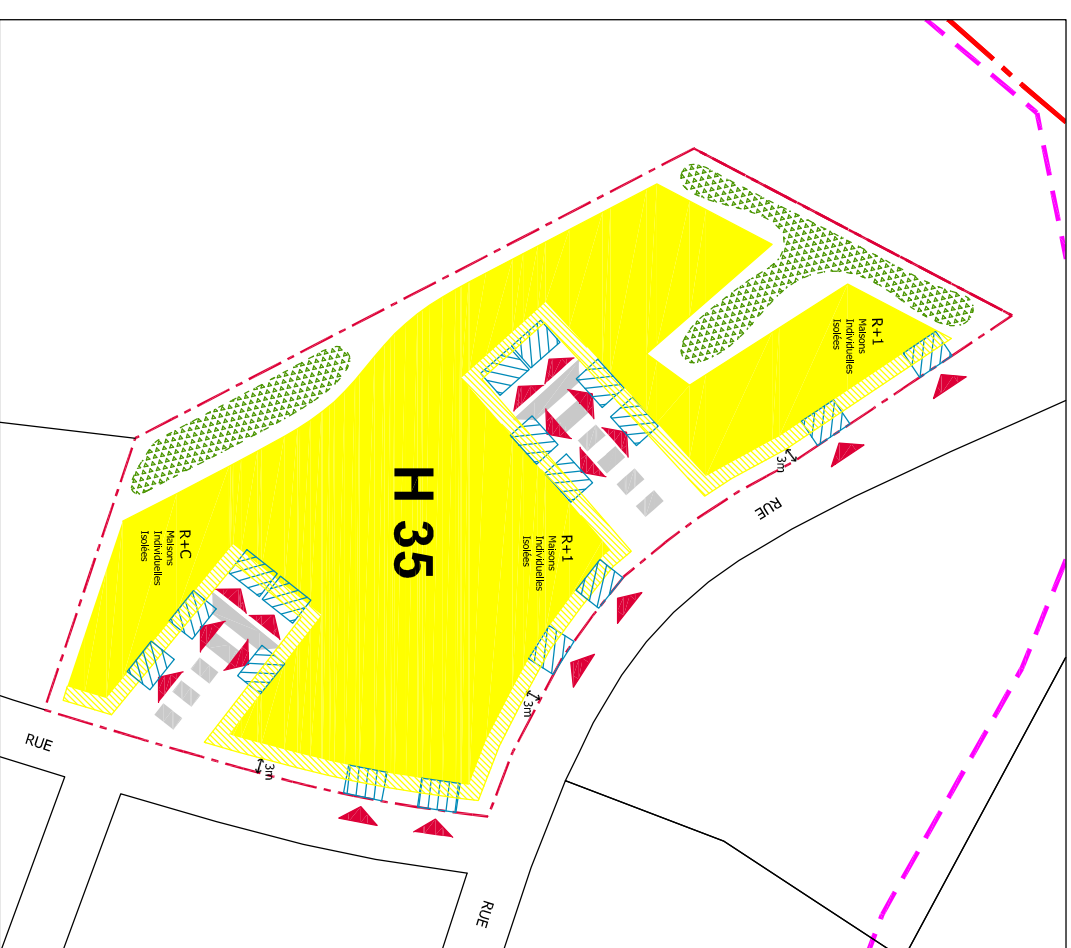 R+1
Maisons
Individuelles
Isolées
3m
RUE
H 35
R+1
Maisons
Individuelles
Isolées
R+C
Maisons
Individuelles
Isolées
3m
RUE
3m
RUE